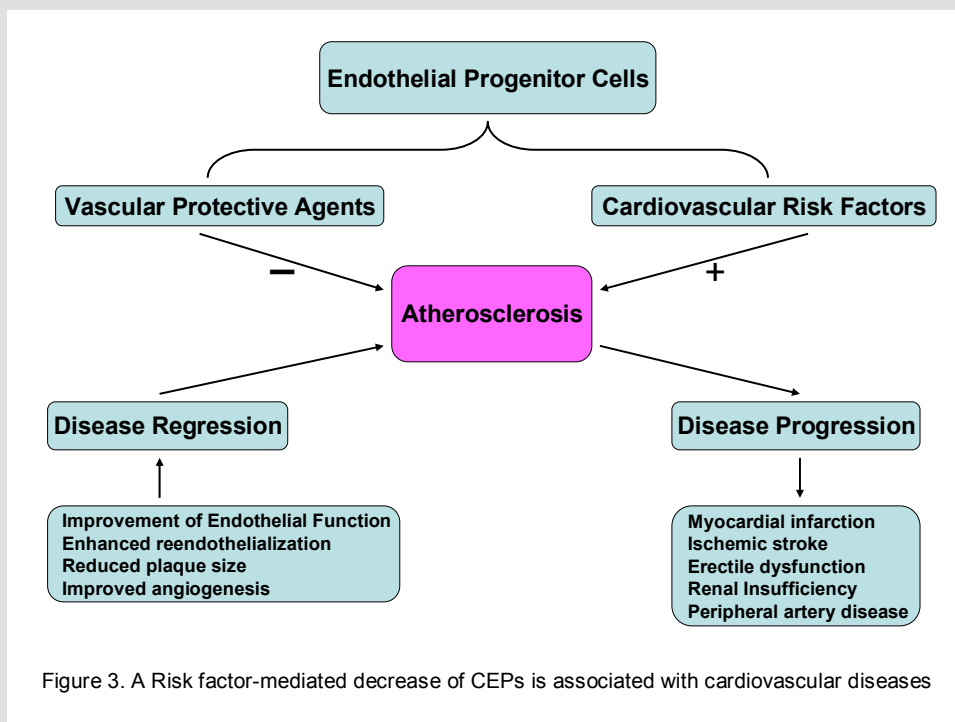 Endothelial Progenitor Cells
Vascular Protective Agents
Cardiovascular Risk Factors
−
+
Atherosclerosis
Disease Regression
Disease Progression
Improvement of Endothelial Function
Enhanced reendothelialization
Reduced plaque size
Improved angiogenesis
Myocardial infarction
Ischemic stroke
Erectile dysfunction
Renal Insufficiency
Peripheral artery disease
Figure 3. A Risk factor-mediated decrease of CEPs is associated with cardiovascular diseases